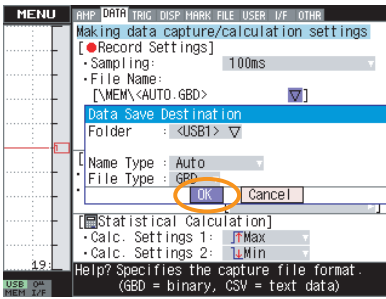 MENU AMP DATA TRIG DISP MARK FILE USER I/F OTHR
Making data capture/calculation settings
[●Record Settings]
・Sampling: 100ms
・File Name:
[\MEM\<AUTO.GBD> ]
Data Save Destination
Folder : <USB1>
Name Type : Auto
File Type : GBD
OK Cancel
[Statistical Calculation]
・Calc. Settings 1: Max
・Calc. Settings 2: Min
19:
Help? Specifies the capture file format.
(GBD = binary, CSV = text data)
USB
MEM I/F